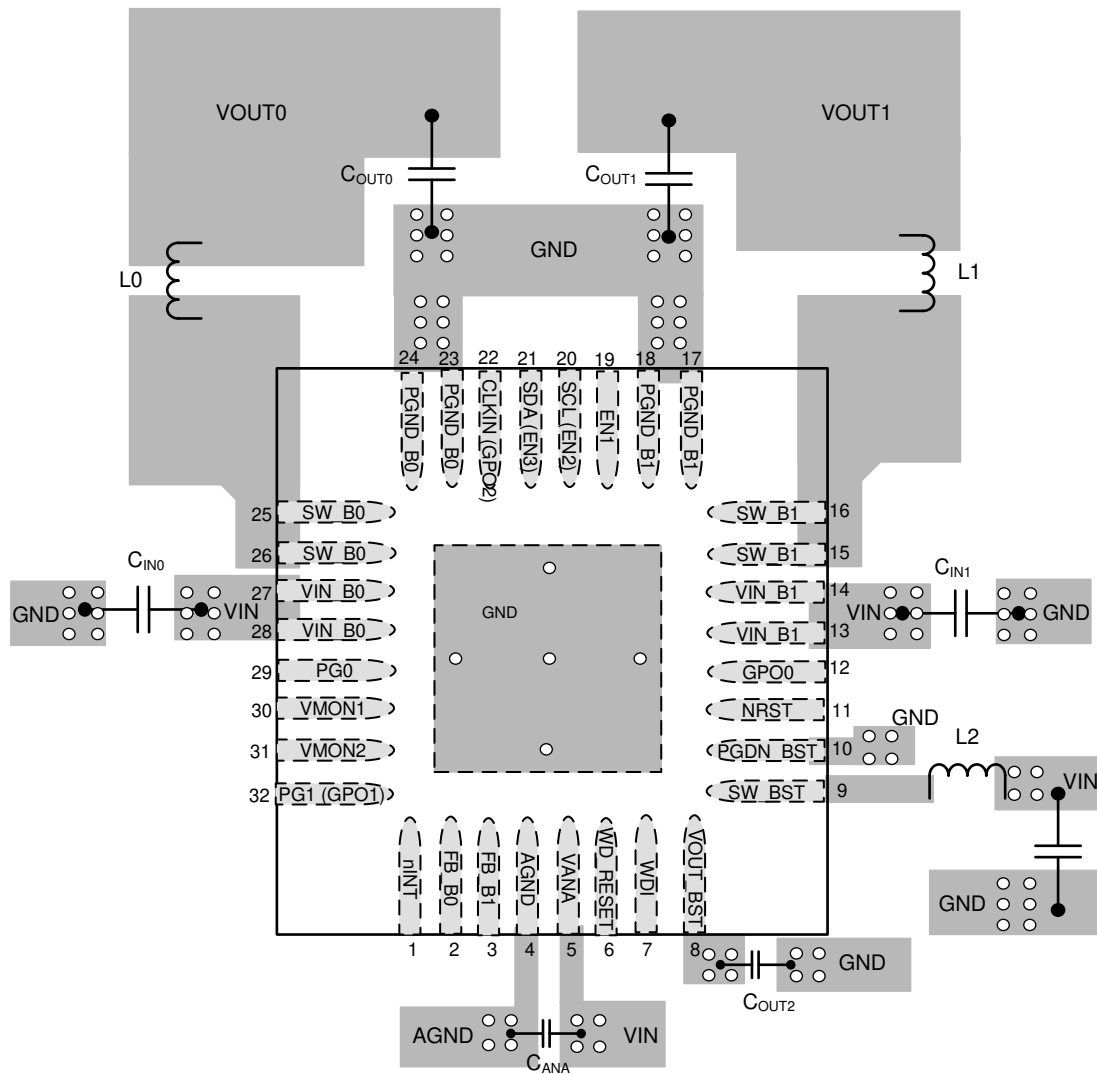 VOUT0
VOUT1
COUT0
COUT1
GND
L0
L1
24 23 22 21 20 19 18 17
PGND_B0
PGND_B0
CLKIN (GPO2)
SDA (EN3)
SCL (EN2)
EN1
PGND_B1
PGND_B1
25 SW_B0
SW_B1 16
26 SW_B0
SW_B1 15
CIN0
CIN1
GND
VIN
27 VIN_B0
VIN_B1 14
VIN
GND
28 VIN_B0
VIN_B1 13
GND
29 PG0
GPO0 12
30 VMON1
NRST 11
GND
31 VMON2
PGDN_BST 10
L2
32 PG1 (GPO1)
SW_BST 9
VIN
nINT
FB_B0
FB_B1
AGND
VANA
WD_RESET
WDI
VOUT_BST
GND
1 2 3 4 5 6 7 8
GND
COUT2
AGND
VIN
CANA